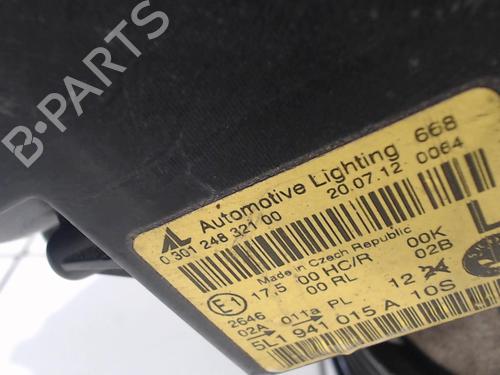 B-PARTS
AL Automotive Lighting 668
0 301 248 321 00 20.07.12 0064
Made in Czech Republic
E1 17,5 00 HC/R 00K
00 RL 02B
2646
02A 011a PL 12
5L1 941 015 A 10S
L